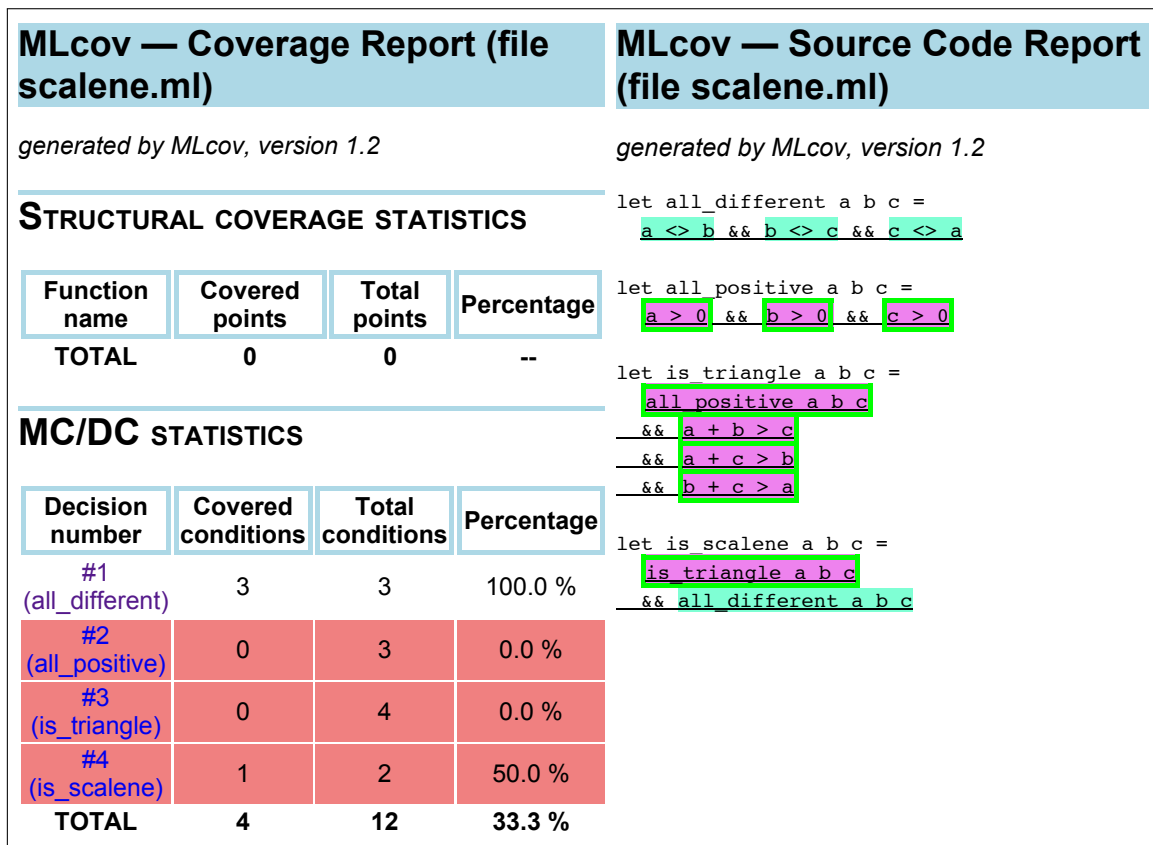 MLcov — Coverage Report (file
scalene.ml)
generated by MLcov, version 1.2
STRUCTURAL COVERAGE STATISTICS
Function name Covered points Total points Percentage
TOTAL 0 0 --
MC/DC STATISTICS
Decision number Covered conditions Total conditions Percentage
#1 (all_different) 3 3 100.0 %
#2 (all_positive) 0 3 0.0 %
#3 (is_triangle) 0 4 0.0 %
#4 (is_scalene) 1 2 50.0 %
TOTAL 4 12 33.3 %
MLcov — Source Code Report
(file scalene.ml)
generated by MLcov, version 1.2
let all_different a b c =
a <> b && b <> c && c <> a
let all_positive a b c =
a > 0 && b > 0 && c > 0
let is_triangle a b c =
all_positive a b c
&& a + b > c
&& a + c > b
&& b + c > a
let is_scalene a b c =
is_triangle a b c
&& all_different a b c